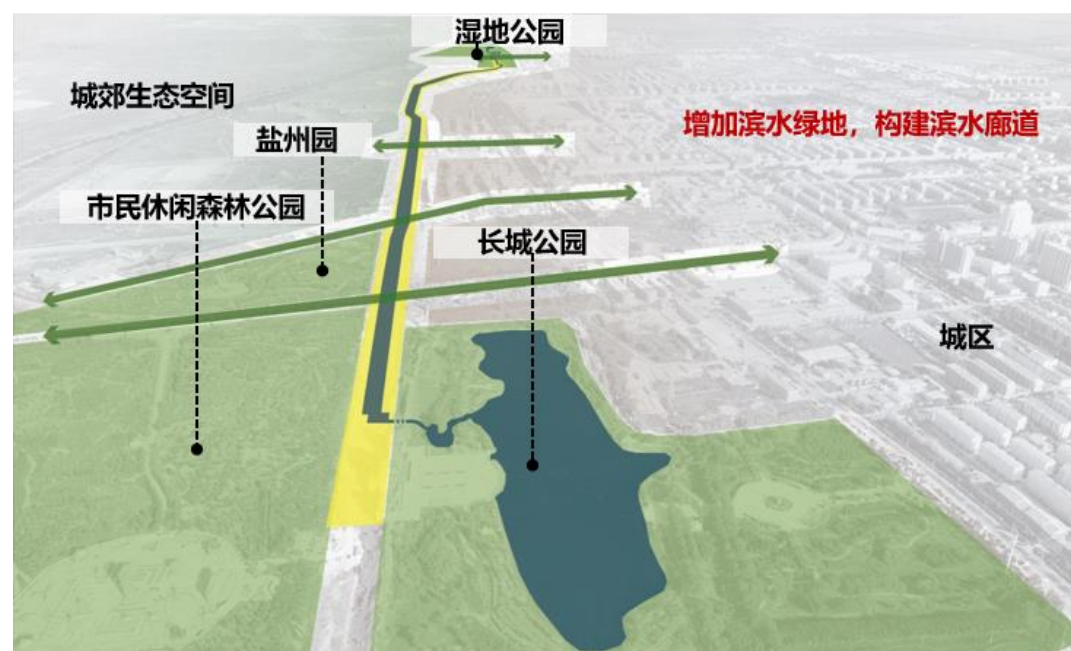 湿地公园
城郊生态空间
增加滨水绿地，构建滨水廊道
盐州园
市民休闲森林公园
长城公园
城区